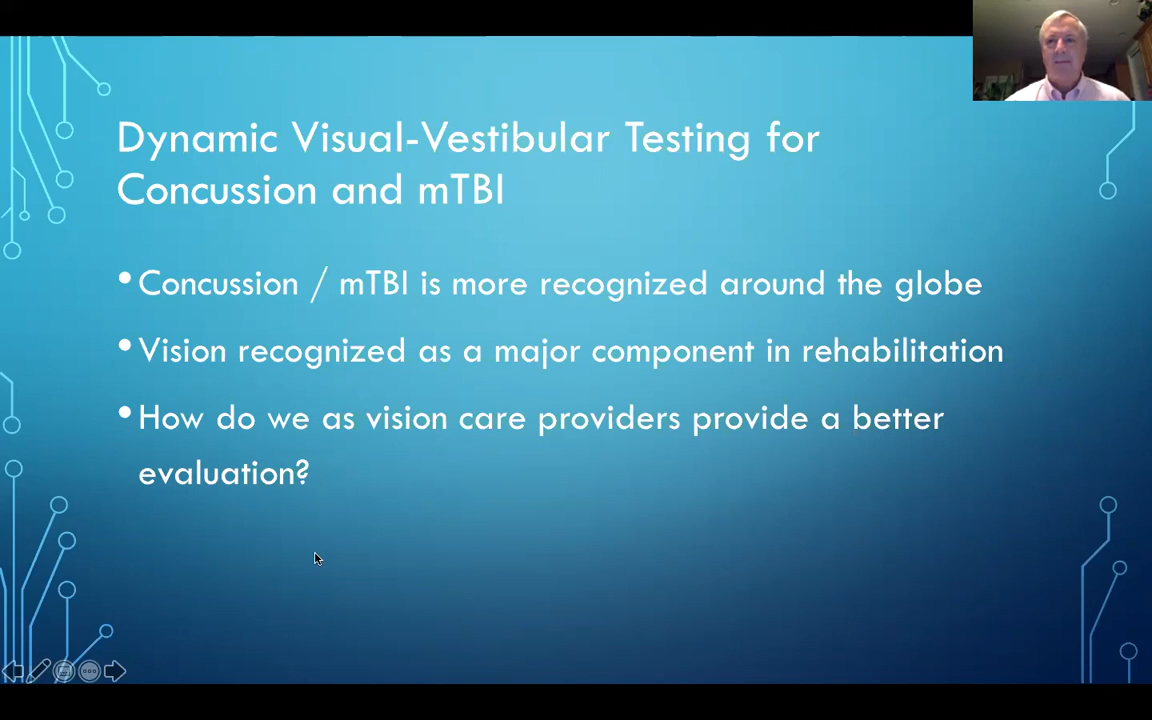 Dynamic Visual-Vestibular Testing for
Concussion and mTBI
•Concussion / mTBI is more recognized around the globe
•Vision recognized as a major component in rehabilitation
•How do we as vision care providers provide a better
evaluation?